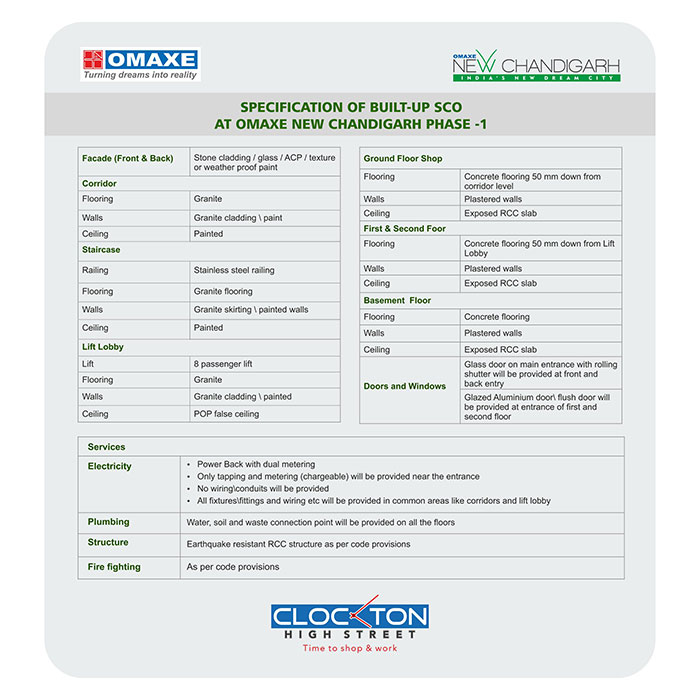 OMAXE
Turning dreams into reality
OMAXE
NEW CHANDIGARH
INDIA'S NEW DREAM CITY
SPECIFICATION OF BUILT-UP SCO
AT OMAXE NEW CHANDIGARH PHASE -1
Facade (Front & Back) Stone cladding / glass / ACP / texture
or weather proof paint
Corridor
Flooring Granite
Walls Granite cladding \ paint
Ceiling Painted
Staircase
Railing Stainless steel railing
Flooring Granite flooring
Walls Granite skirting \ painted walls
Ceiling Painted
Lift Lobby
Lift 8 passenger lift
Flooring Granite
Walls Granite cladding \ painted
Ceiling POP false ceiling
Ground Floor Shop
Flooring Concrete flooring 50 mm down from
corridor level
Walls Plastered walls
Ceiling Exposed RCC slab
First & Second Foor
Flooring Concrete flooring 50 mm down from Lift
Lobby
Walls Plastered walls
Ceiling Exposed RCC slab
Basement Floor
Flooring Concrete flooring
Walls Plastered walls
Ceiling Exposed RCC slab
Doors and Windows
Glass door on main entrance with rolling
shutter will be provided at front and
back entry
Glazed Aluminium door\ flush door will
be provided at entrance of first and
second floor
Services
Electricity
• Power Back with dual metering
• Only tapping and metering (chargeable) will be provided near the entrance
• No wiring\conduits will be provided
• All fixtures\fittings and wiring etc will be provided in common areas like corridors and lift lobby
Plumbing Water, soil and waste connection point will be provided on all the floors
Structure Earthquake resistant RCC structure as per code provisions
Fire fighting As per code provisions
CLOCKTON
HIGH STREET
Time to shop & work